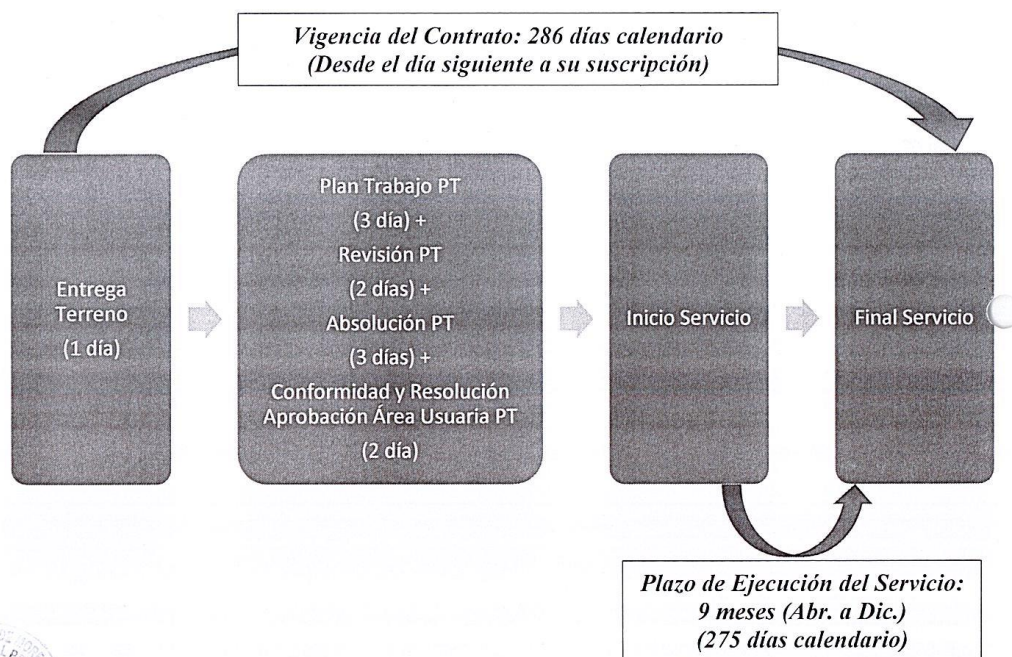 Vigencia del Contrato: 286 días calendario
(Desde el día siguiente a su suscripción)
Entrega
Terreno
(1 día)
Plan Trabajo PT
(3 día) +
Revisión PT
(2 días) +
Absolución PT
(3 días) +
Conformidad y Resolución
Aprobación Área Usuaria PT
(2 día)
Inicio Servicio
Final Servicio
Plazo de Ejecución del Servicio:
9 meses (Abr. a Dic.)
(275 días calendario)